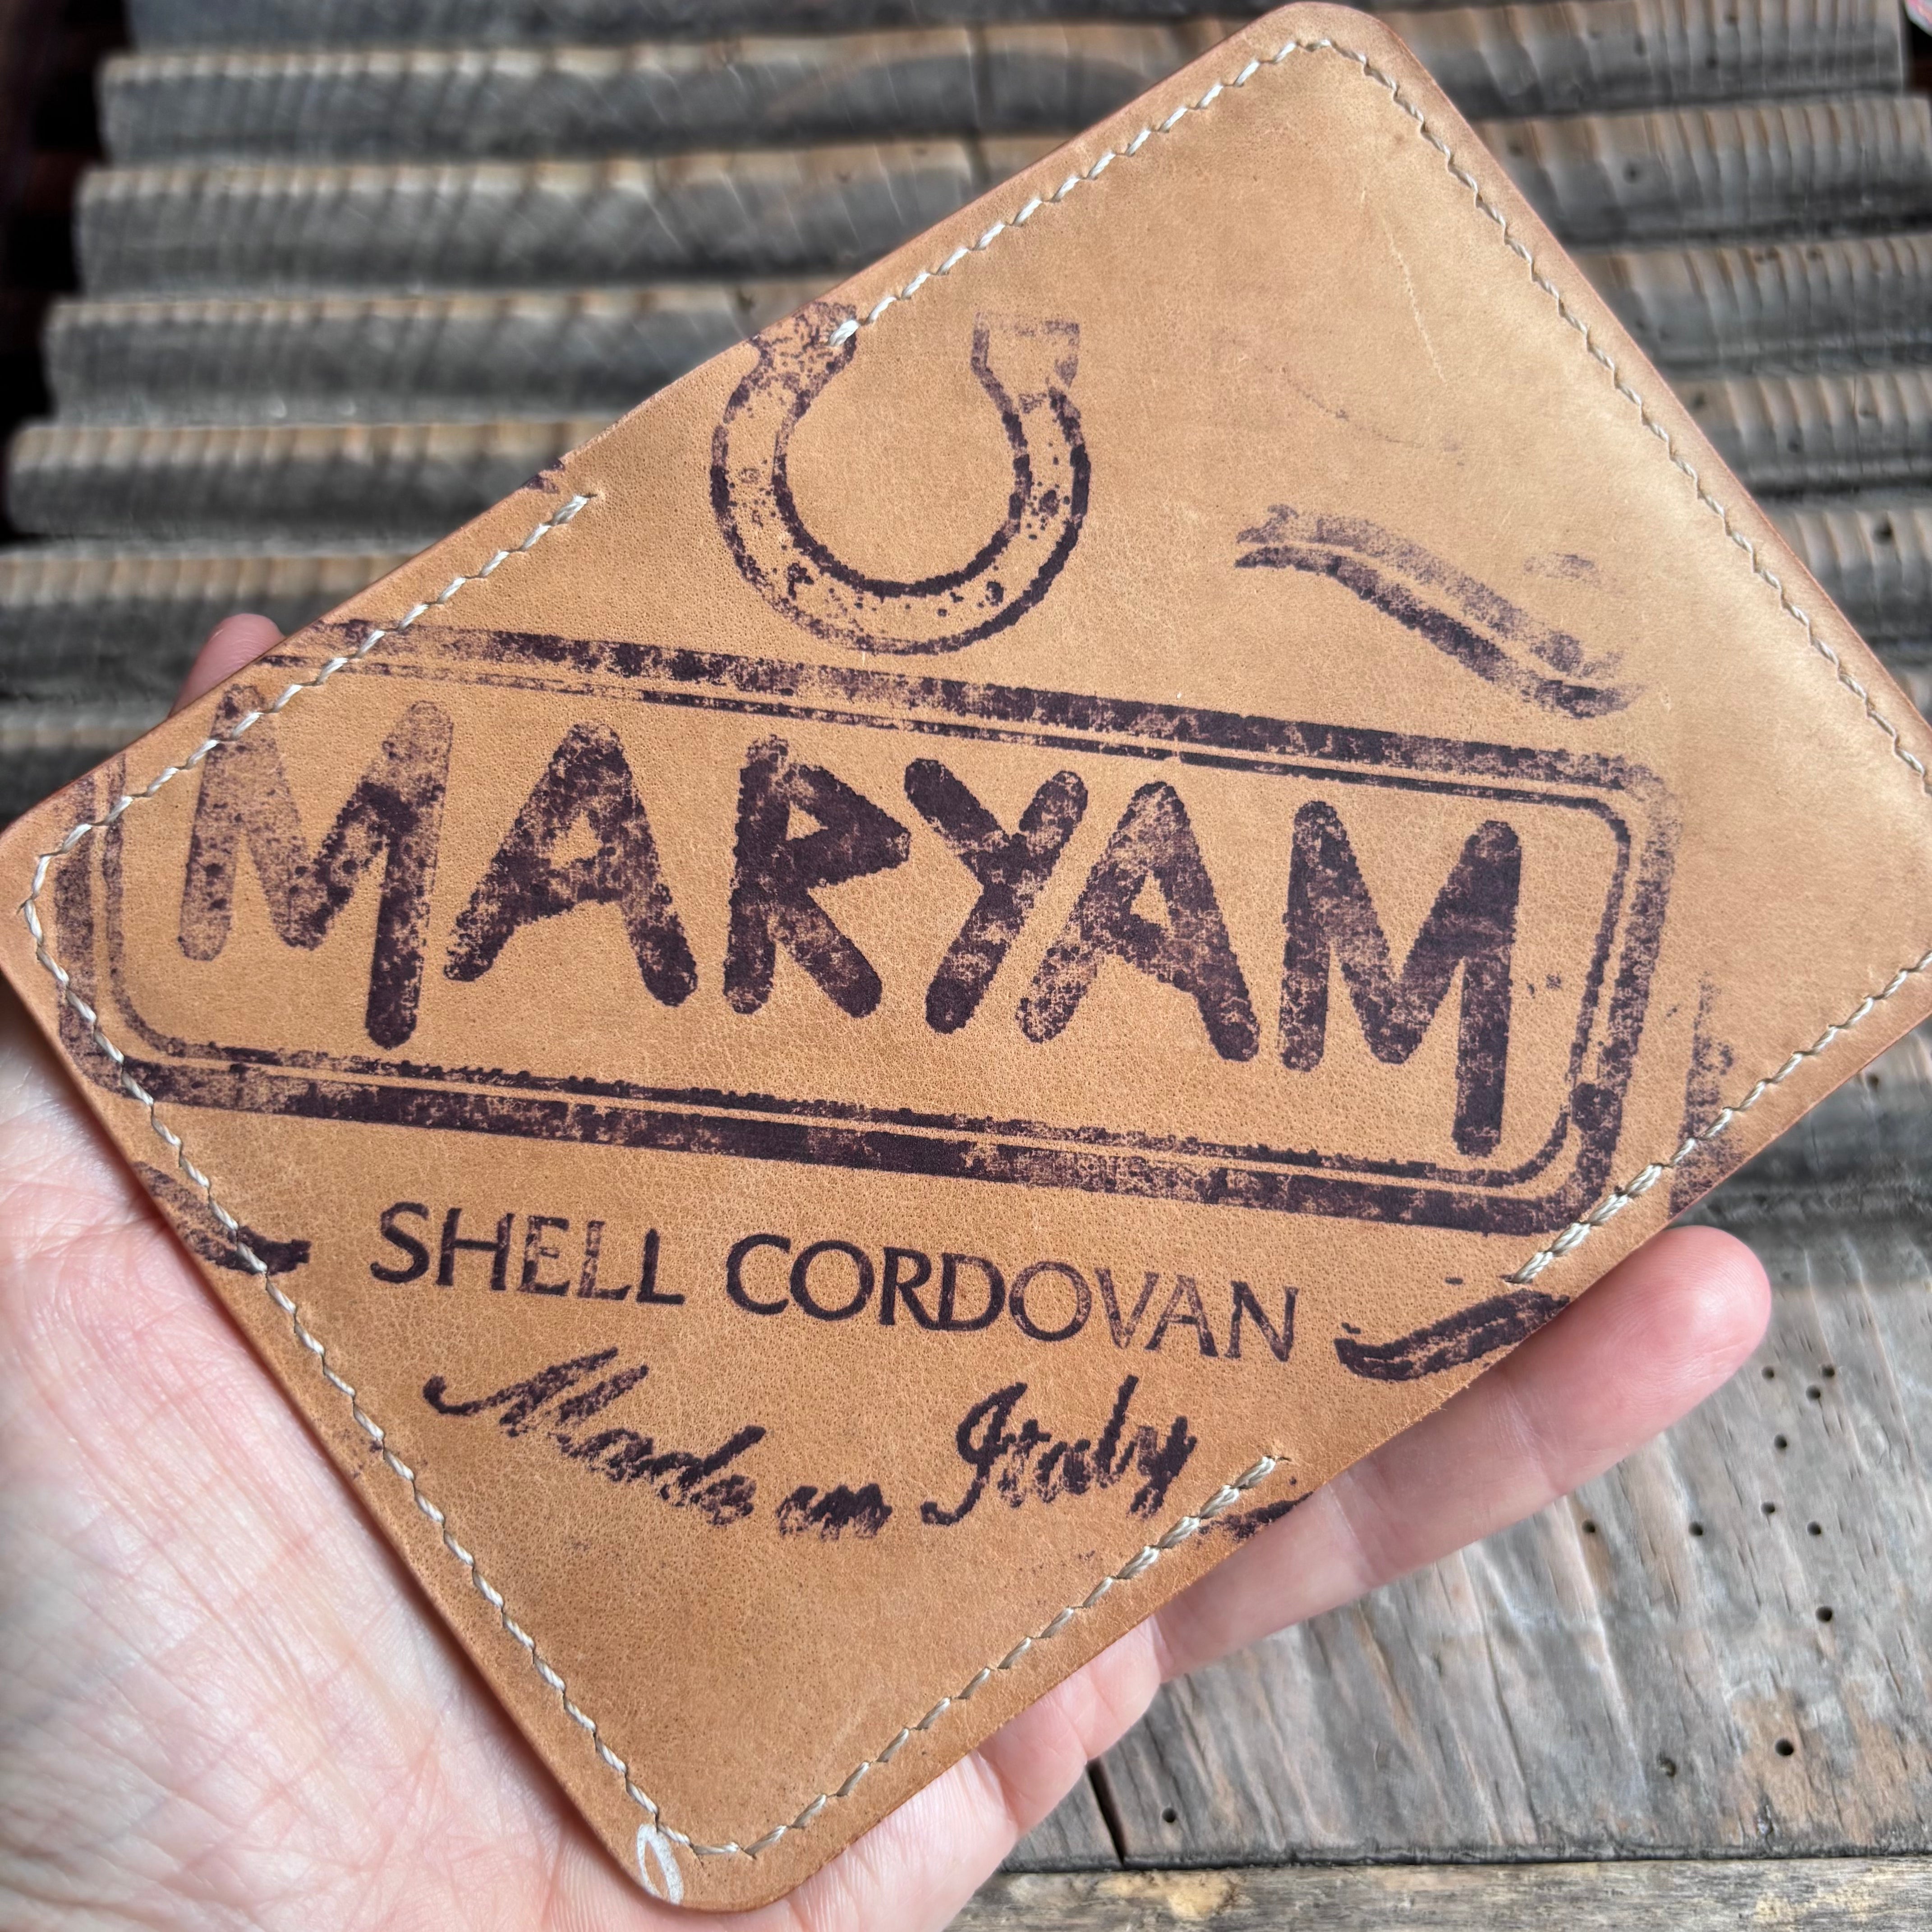 MARYAM
SHELL CORDOVAN
Made in Italy